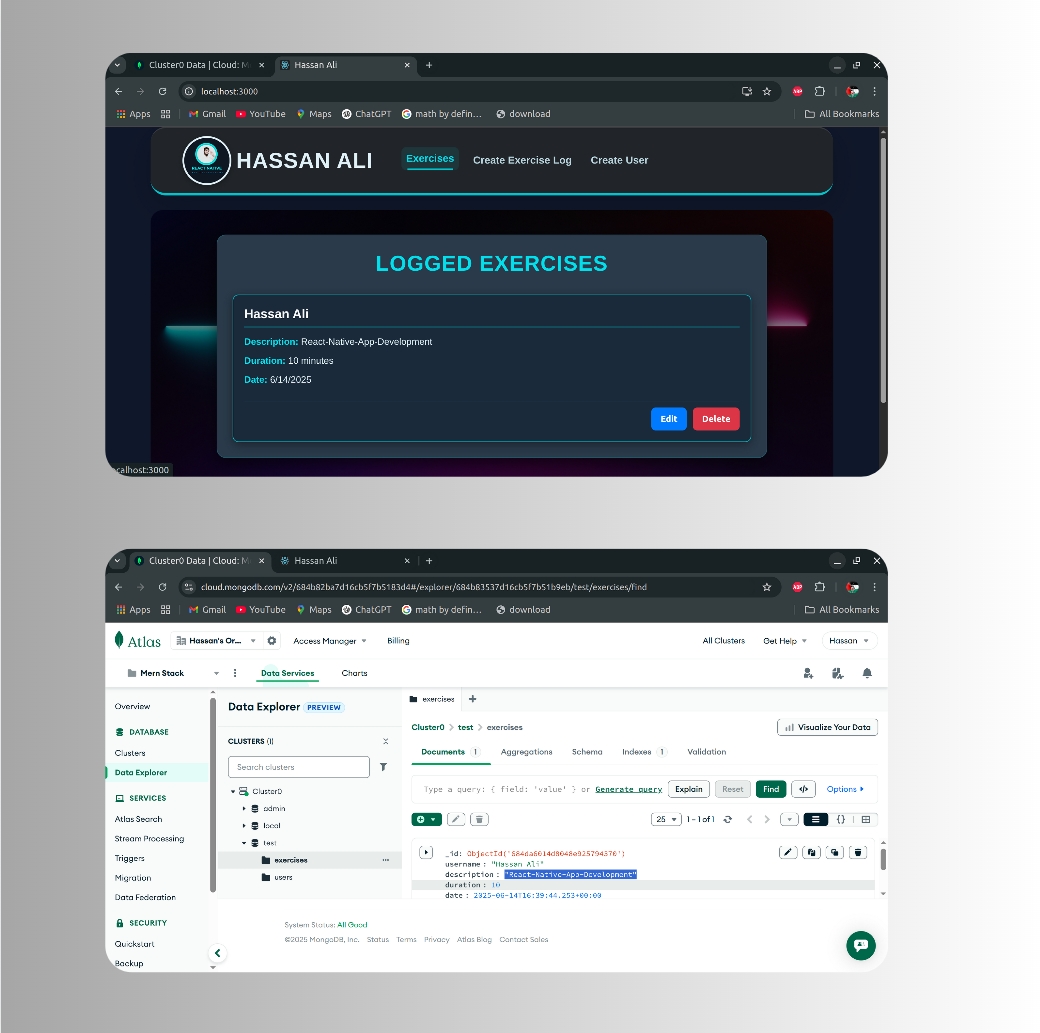 Cluster0 Data | Cloud: M
Hassan Ali
localhost:3000
ABP
Apps
Gmail
YouTube
Maps
ChatGPT
math by defin...
download
All Bookmarks
REACT NATIVE
HASSAN ALI
Exercises
Create Exercise Log
Create User
LOGGED EXERCISES
Hassan Ali
Description: React-Native-App-Development
Duration: 10 minutes
Date: 6/14/2025
Edit
Delete
calhost:3000
Cluster0 Data | Cloud: M
Hassan Ali
cloud.mongodb.com/v2/684b82ba7d16cb5f7b5183d4#/explorer/684b83537d16cb5f7b51b9eb/test/exercises/find
ABP
Apps
Gmail
YouTube
Maps
ChatGPT
math by defin...
download
All Bookmarks
Atlas
Hassan's Or...
Access Manager
Billing
All Clusters
Get Help
Hassan
Mern Stack
Data Services
Charts
Overview
DATABASE
Clusters
Data Explorer
SERVICES
Atlas Search
Stream Processing
Triggers
Migration
Data Federation
SECURITY
Quickstart
Backup
Data Explorer PREVIEW
CLUSTERS (1)
Search clusters
Cluster0
admin
local
test
exercises
users
exercises
Cluster0 > test > exercises
Visualize Your Data
Documents 1
Aggregations
Schema
Indexes 1
Validation
Type a query: { field: 'value' } or Generate query
Explain
Reset
Find
</>
Options
25
1-1 of 1
{}
_id: ObjectId('684da6014d0048e925794370')
username: "Hassan Ali"
description: "React-Native-App-Development"
duration: 10
date: 2025-06-14T16:39:44.253+00:00
System Status: All Good
©2025 MongoDB, Inc.
Status
Terms
Privacy
Atlas Blog
Contact Sales